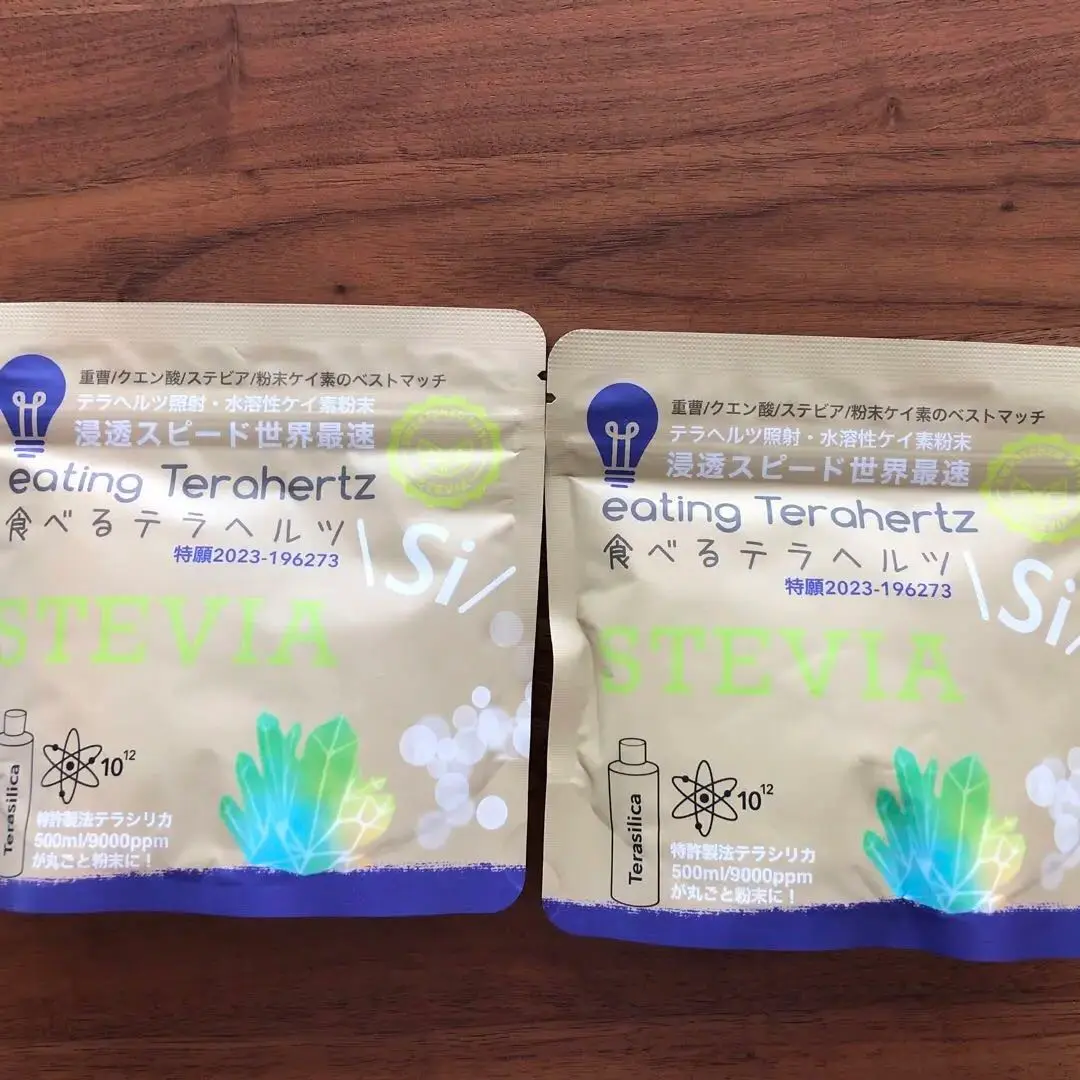 重曹/クエン酸/ステビア/粉末ケイ素のベストマッチ
テラヘルツ照射・水溶性ケイ素粉末
浸透スピード世界最速
eating Terahertz
食べるテラヘルツ
特願2023-196273
\Si/
STEVIA
Terasilica
10¹²
特許製法テラシリカ
500ml/9000ppm
が丸ごと粉末に！
重曹/クエン酸/ステビア/粉末ケイ素のベストマッチ
テラヘルツ照射・水溶性ケイ素粉末
浸透スピード世界最速
eating Terahertz
食べるテラヘルツ
特願2023-196273
\Si/
STEVIA
Terasilica
10¹²
特許製法テラシリカ
500ml/9000ppm
が丸ごと粉末に！